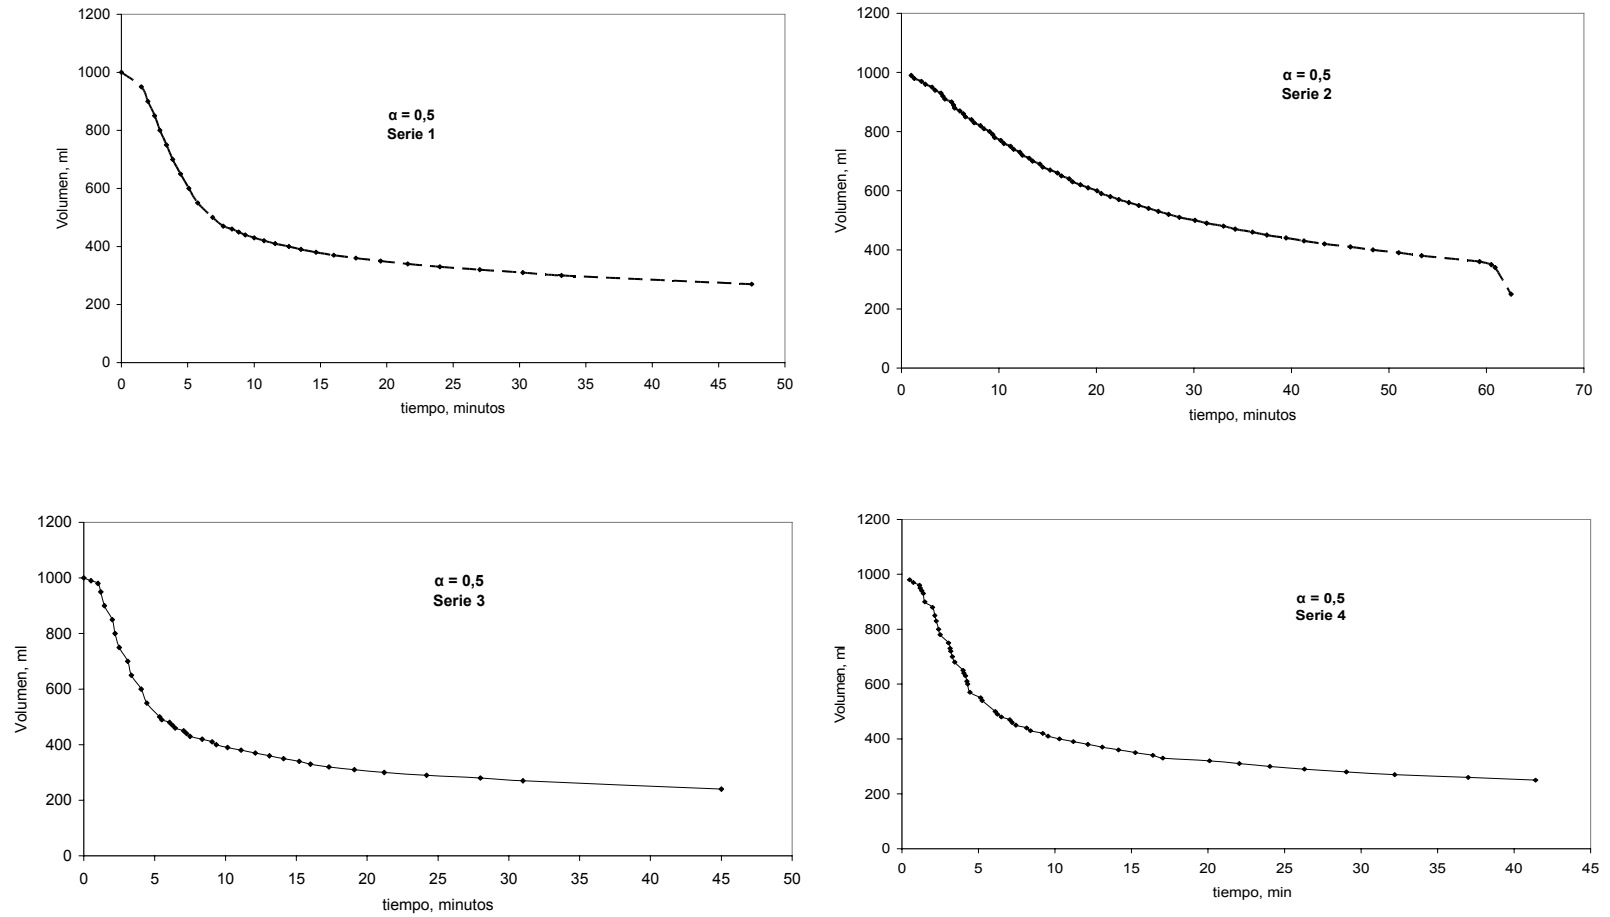 1200
1000
800
600
400
200
0
Volumen, ml
α = 0,5
Serie 1
0 5 10 15 20 25 30 35 40 45 50
tiempo, minutos
1200
1000
800
600
400
200
0
Volumen, ml
α = 0,5
Serie 2
0 10 20 30 40 50 60 70
tiempo, minutos
1200
1000
800
600
400
200
0
Volumen, ml
α = 0,5
Serie 3
0 5 10 15 20 25 30 35 40 45 50
tiempo, minutos
1200
1000
800
600
400
200
0
Volumen, ml
α = 0,5
Serie 4
0 5 10 15 20 25 30 35 40 45
tiempo, min